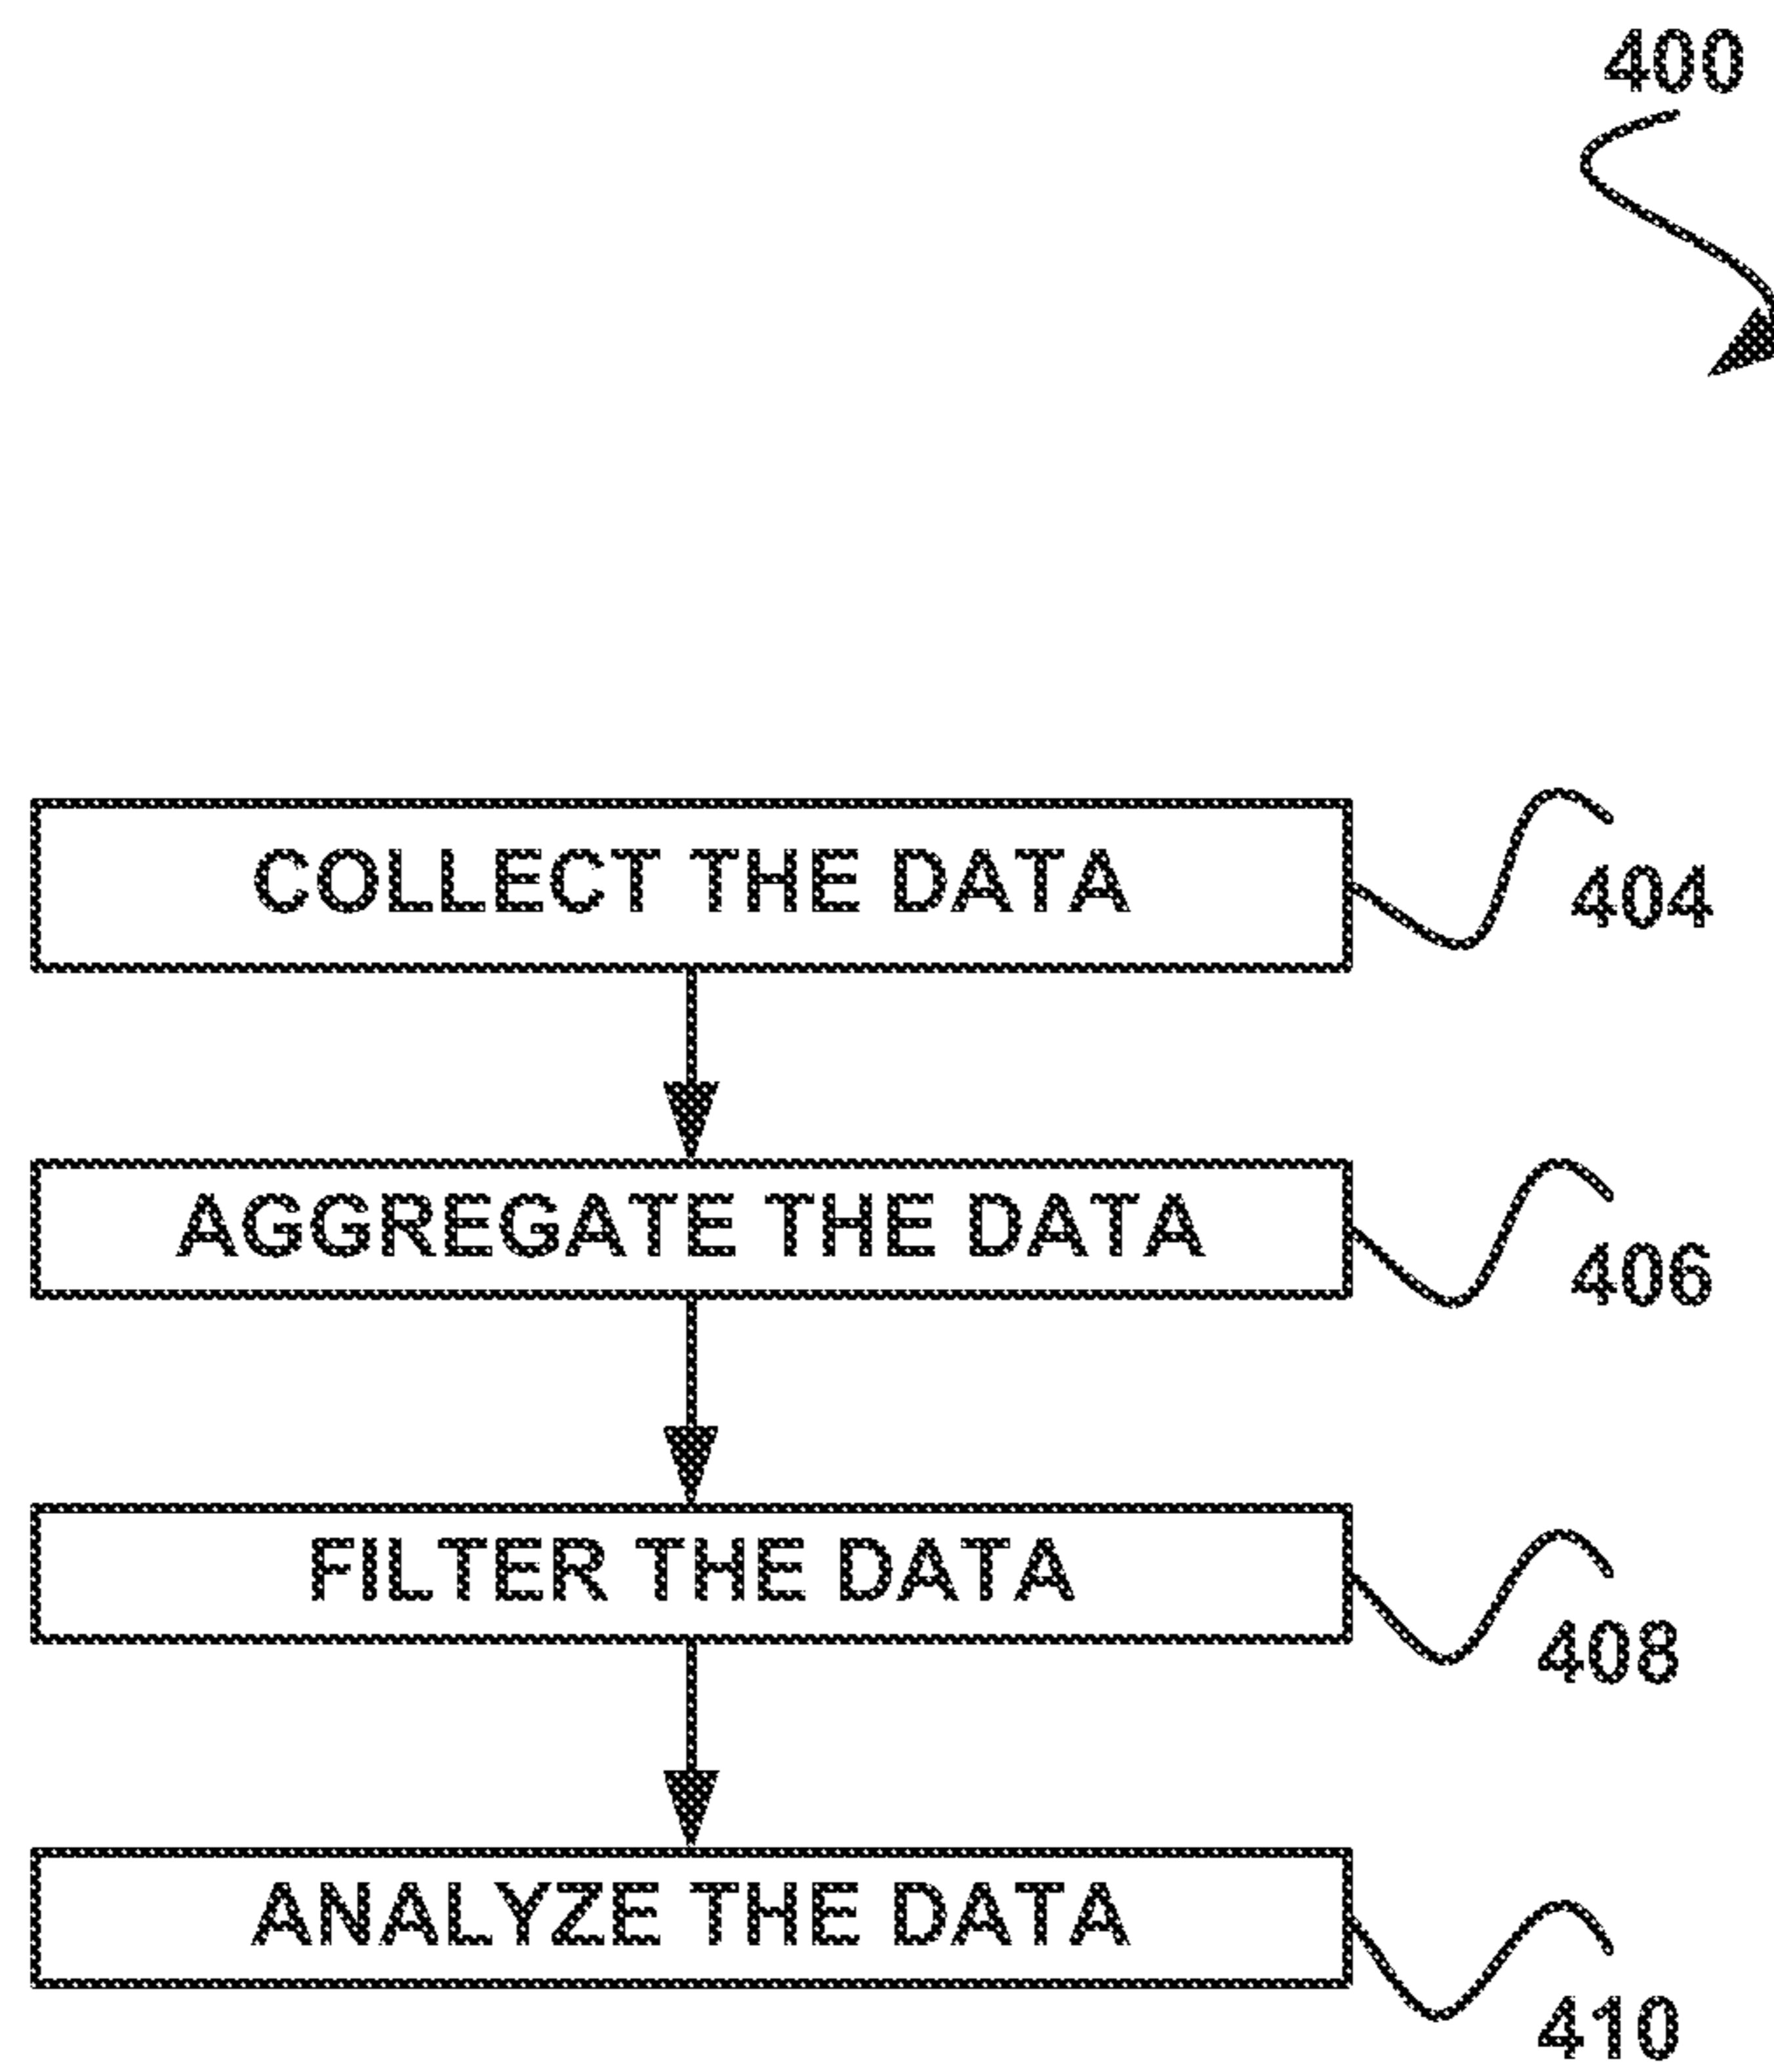 400
COLLECT THE DATA
404
AGGREGATE THE DATA
406
FILTER THE DATA
408
ANALYZE THE DATA
410